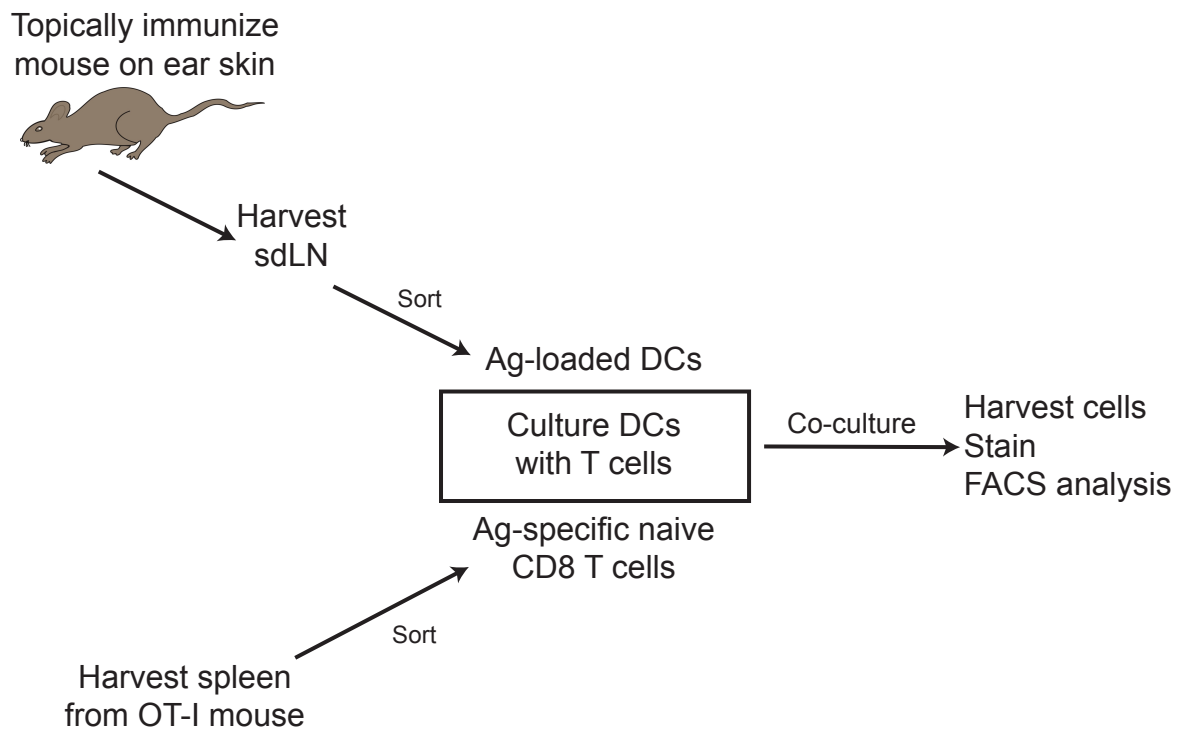 Topically immunize
mouse on ear skin
Harvest
sdLN
Sort
Ag-loaded DCs
Culture DCs
with T cells
Co-culture
Harvest cells
Stain
FACS analysis
Ag-specific naive
CD8 T cells
Sort
Harvest spleen
from OT-I mouse